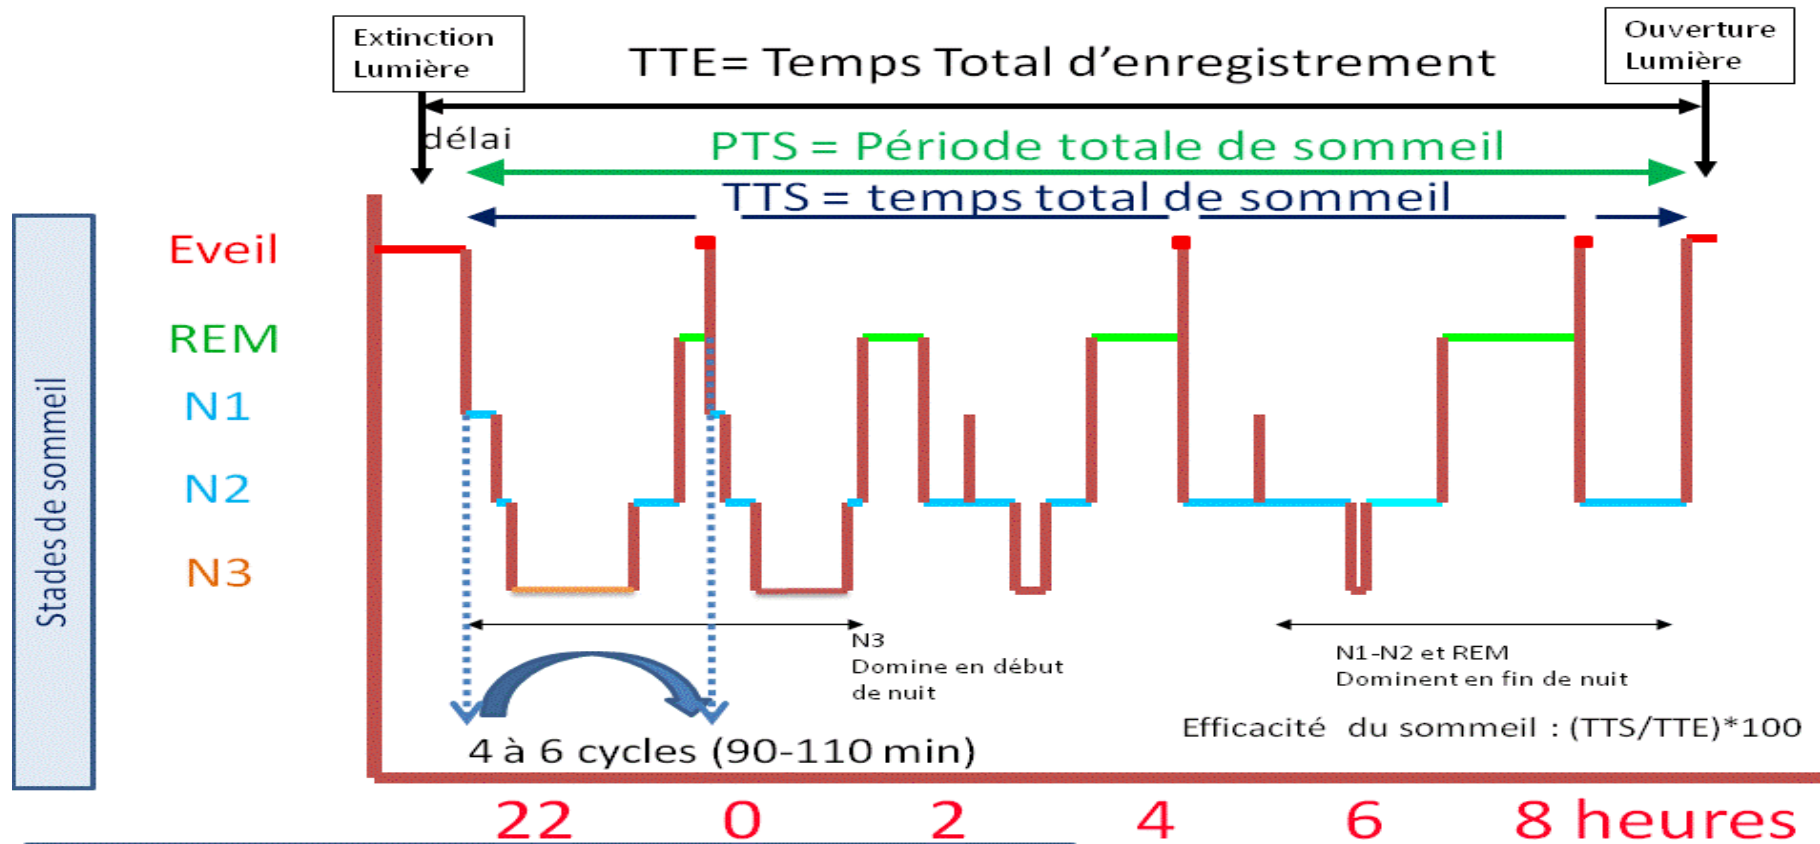 Extinction
Lumière
TTE= Temps Total d'enregistrement
Ouverture
Lumière
délai
PTS = Période totale de sommeil
TTS = temps total de sommeil
Stades de sommeil
Eveil
REM
N1
N2
N3
N3
Domine en début
de nuit
N1-N2 et REM
Dominent en fin de nuit
Efficacité du sommeil : (TTS/TTE)*100
4 à 6 cycles (90-110 min)
22 0 2 4 6 8 heures